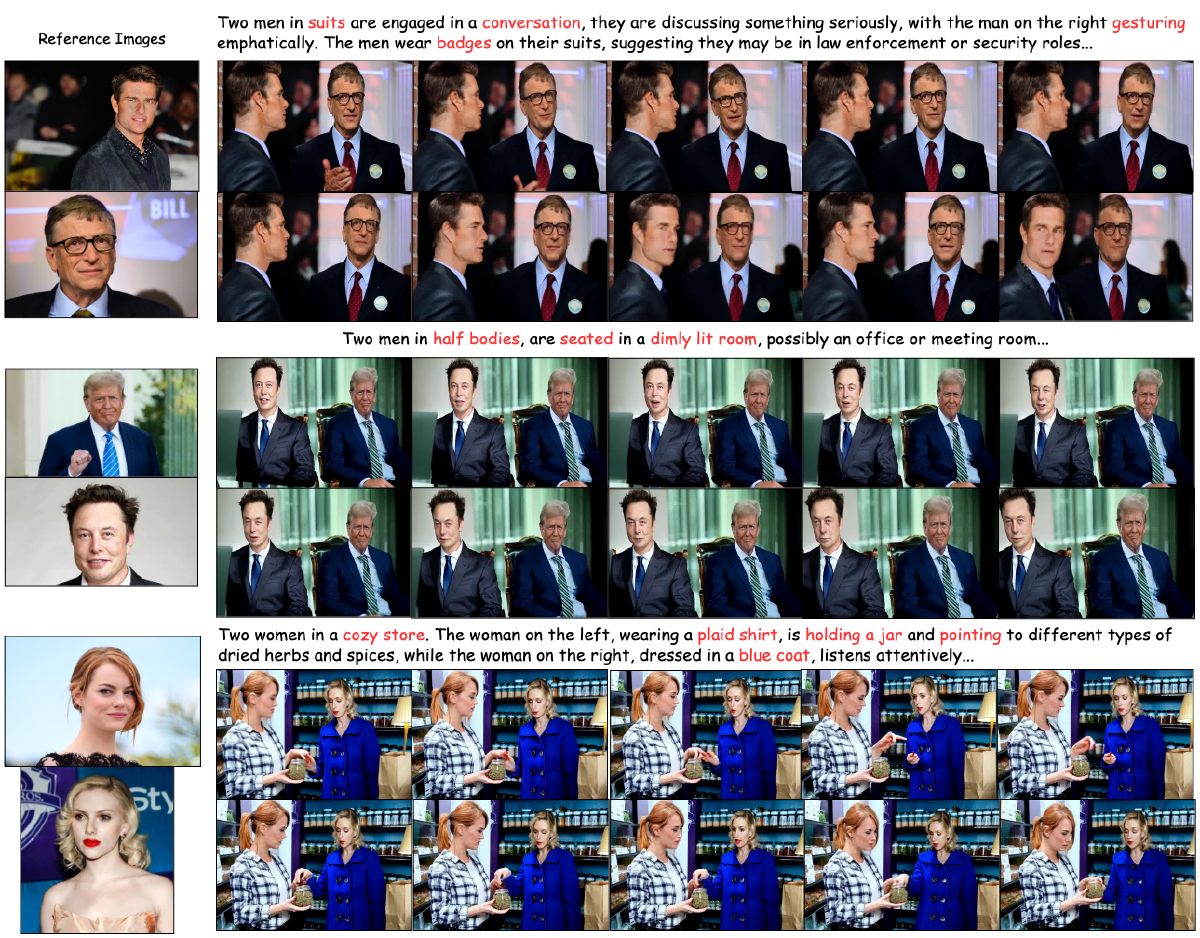 Reference Images
Two men in suits are engaged in a conversation, they are discussing something seriously, with the man on the right gesturing
emphatically. The men wear badges on their suits, suggesting they may be in law enforcement or security roles...
BILL
Two men in half bodies, are seated in a dimly lit room, possibly an office or meeting room...
Two women in a cozy store. The woman on the left, wearing a plaid shirt, is holding a jar and pointing to different types of
dried herbs and spices, while the woman on the right, dressed in a blue coat, listens attentively...
ROS.
Sty